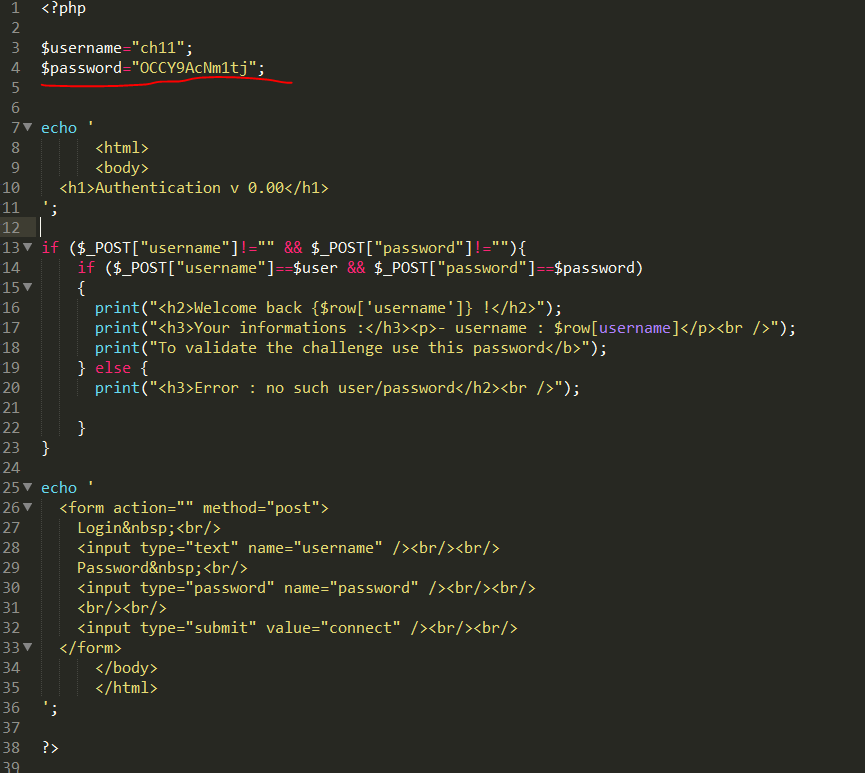 1 <?php
2
3 $username="ch11";
4 $password="OCCY9AcNm1tj";
5
6
7 echo '
8 <html>
9 <body>
10 <h1>Authentication v 0.00</h1>
11 ';
12
13 if ($_POST["username"]!="" && $_POST["password"]!=""){
14 if ($_POST["username"]==$user && $_POST["password"]==$password)
15 {
16 print("<h2>Welcome back {$row['username']} !</h2>");
17 print("<h3>Your informations :</h3><p>- username : $row[username]</p><br />");
18 print("To validate the challenge use this password</b>");
19 } else {
20 print("<h3>Error : no such user/password</h2><br />");
21
22 }
23 }
24
25 echo '
26 <form action="" method="post">
27 Login&nbsp;<br/>
28 <input type="text" name="username" /><br/><br/>
29 Password&nbsp;<br/>
30 <input type="password" name="password" /><br/><br/>
31 <br/><br/>
32 <input type="submit" value="connect" /><br/><br/>
33 </form>
34 </body>
35 </html>
36 ';
37
38 ?>
39